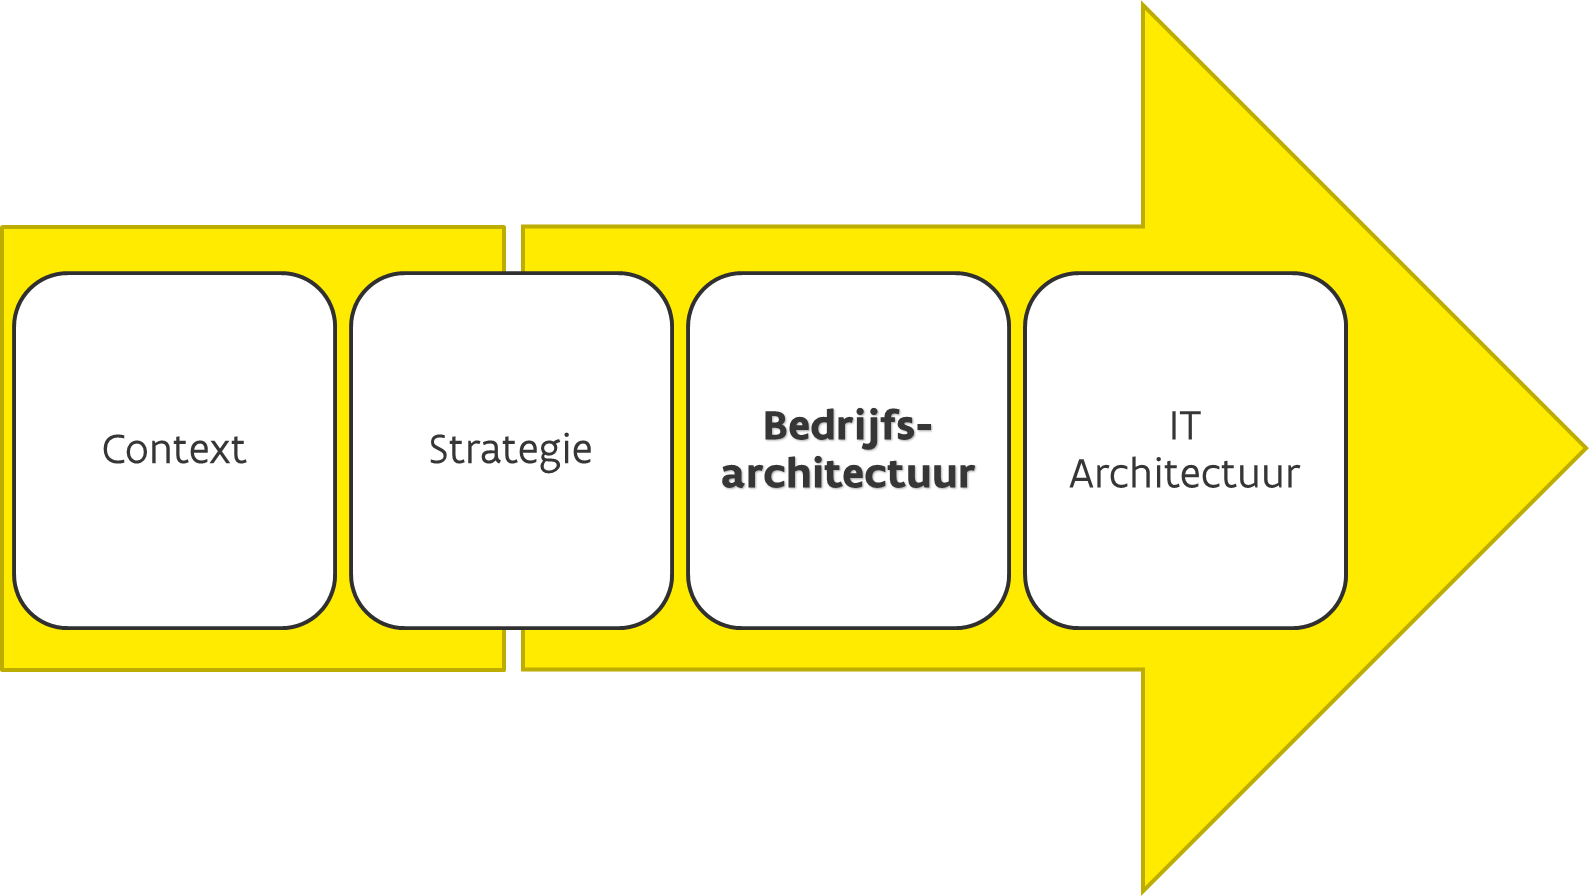 Context
Strategie
Bedrijfs-
architectuur
IT
Architectuur